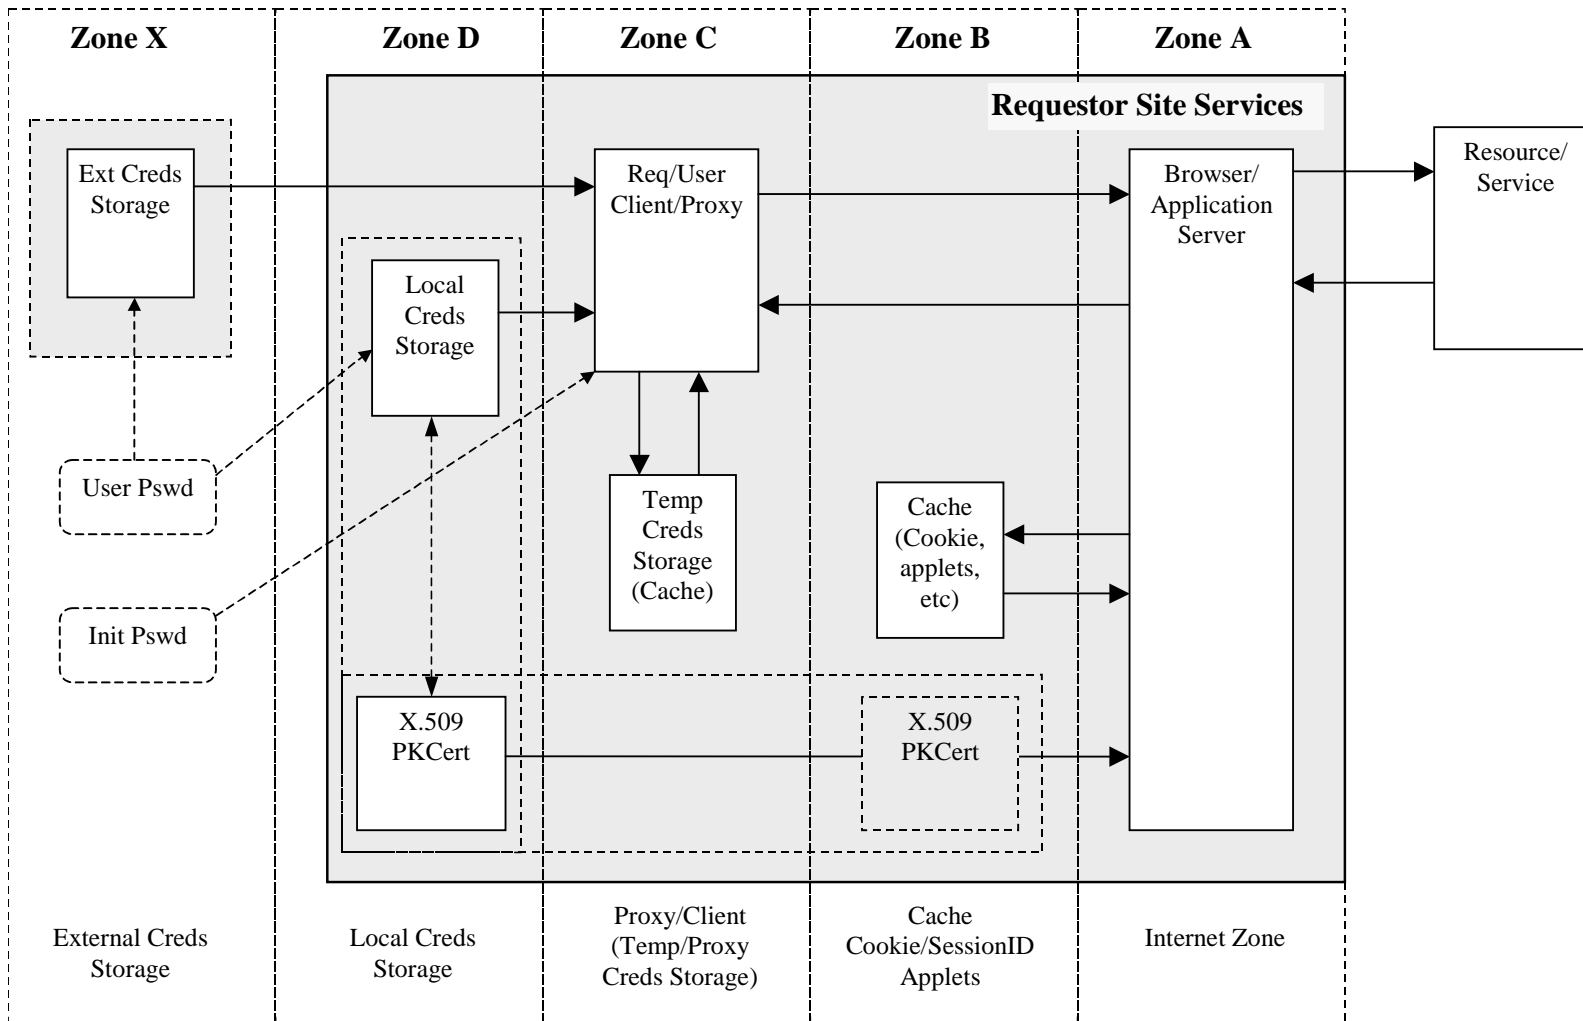 Zone X
Zone D
Zone C
Zone B
Zone A
Requestor Site Services
Ext Creds
Storage
Req/User
Client/Proxy
Browser/
Application
Server
Resource/
Service
Local
Creds
Storage
User Pswd
Temp
Creds
Storage
(Cache)
Cache
(Cookie,
applets,
etc)
Init Pswd
X.509
PKCert
X.509
PKCert
External Creds
Storage
Local Creds
Storage
Proxy/Client
(Temp/Proxy
Creds Storage)
Cache
Cookie/SessionID
Applets
Internet Zone